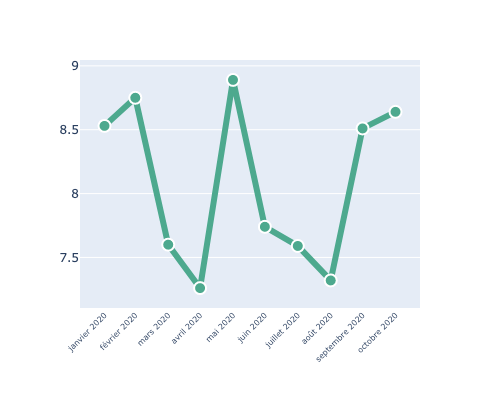 9
8.5
8
7.5
janvier 2020
février 2020
mars 2020
avril 2020
mai 2020
juin 2020
juillet 2020
août 2020
septembre 2020
octobre 2020